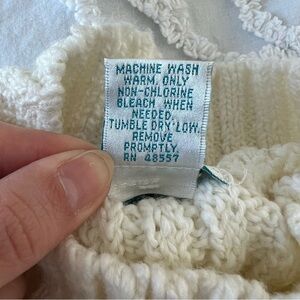 MACHINE WASH
WARM, ONLY
NON-CHLORINE
BLEACH WHEN
NEEDED.
TUMBLE DRY LOW.
REMOVE
PROMPTLY.
RN 48557